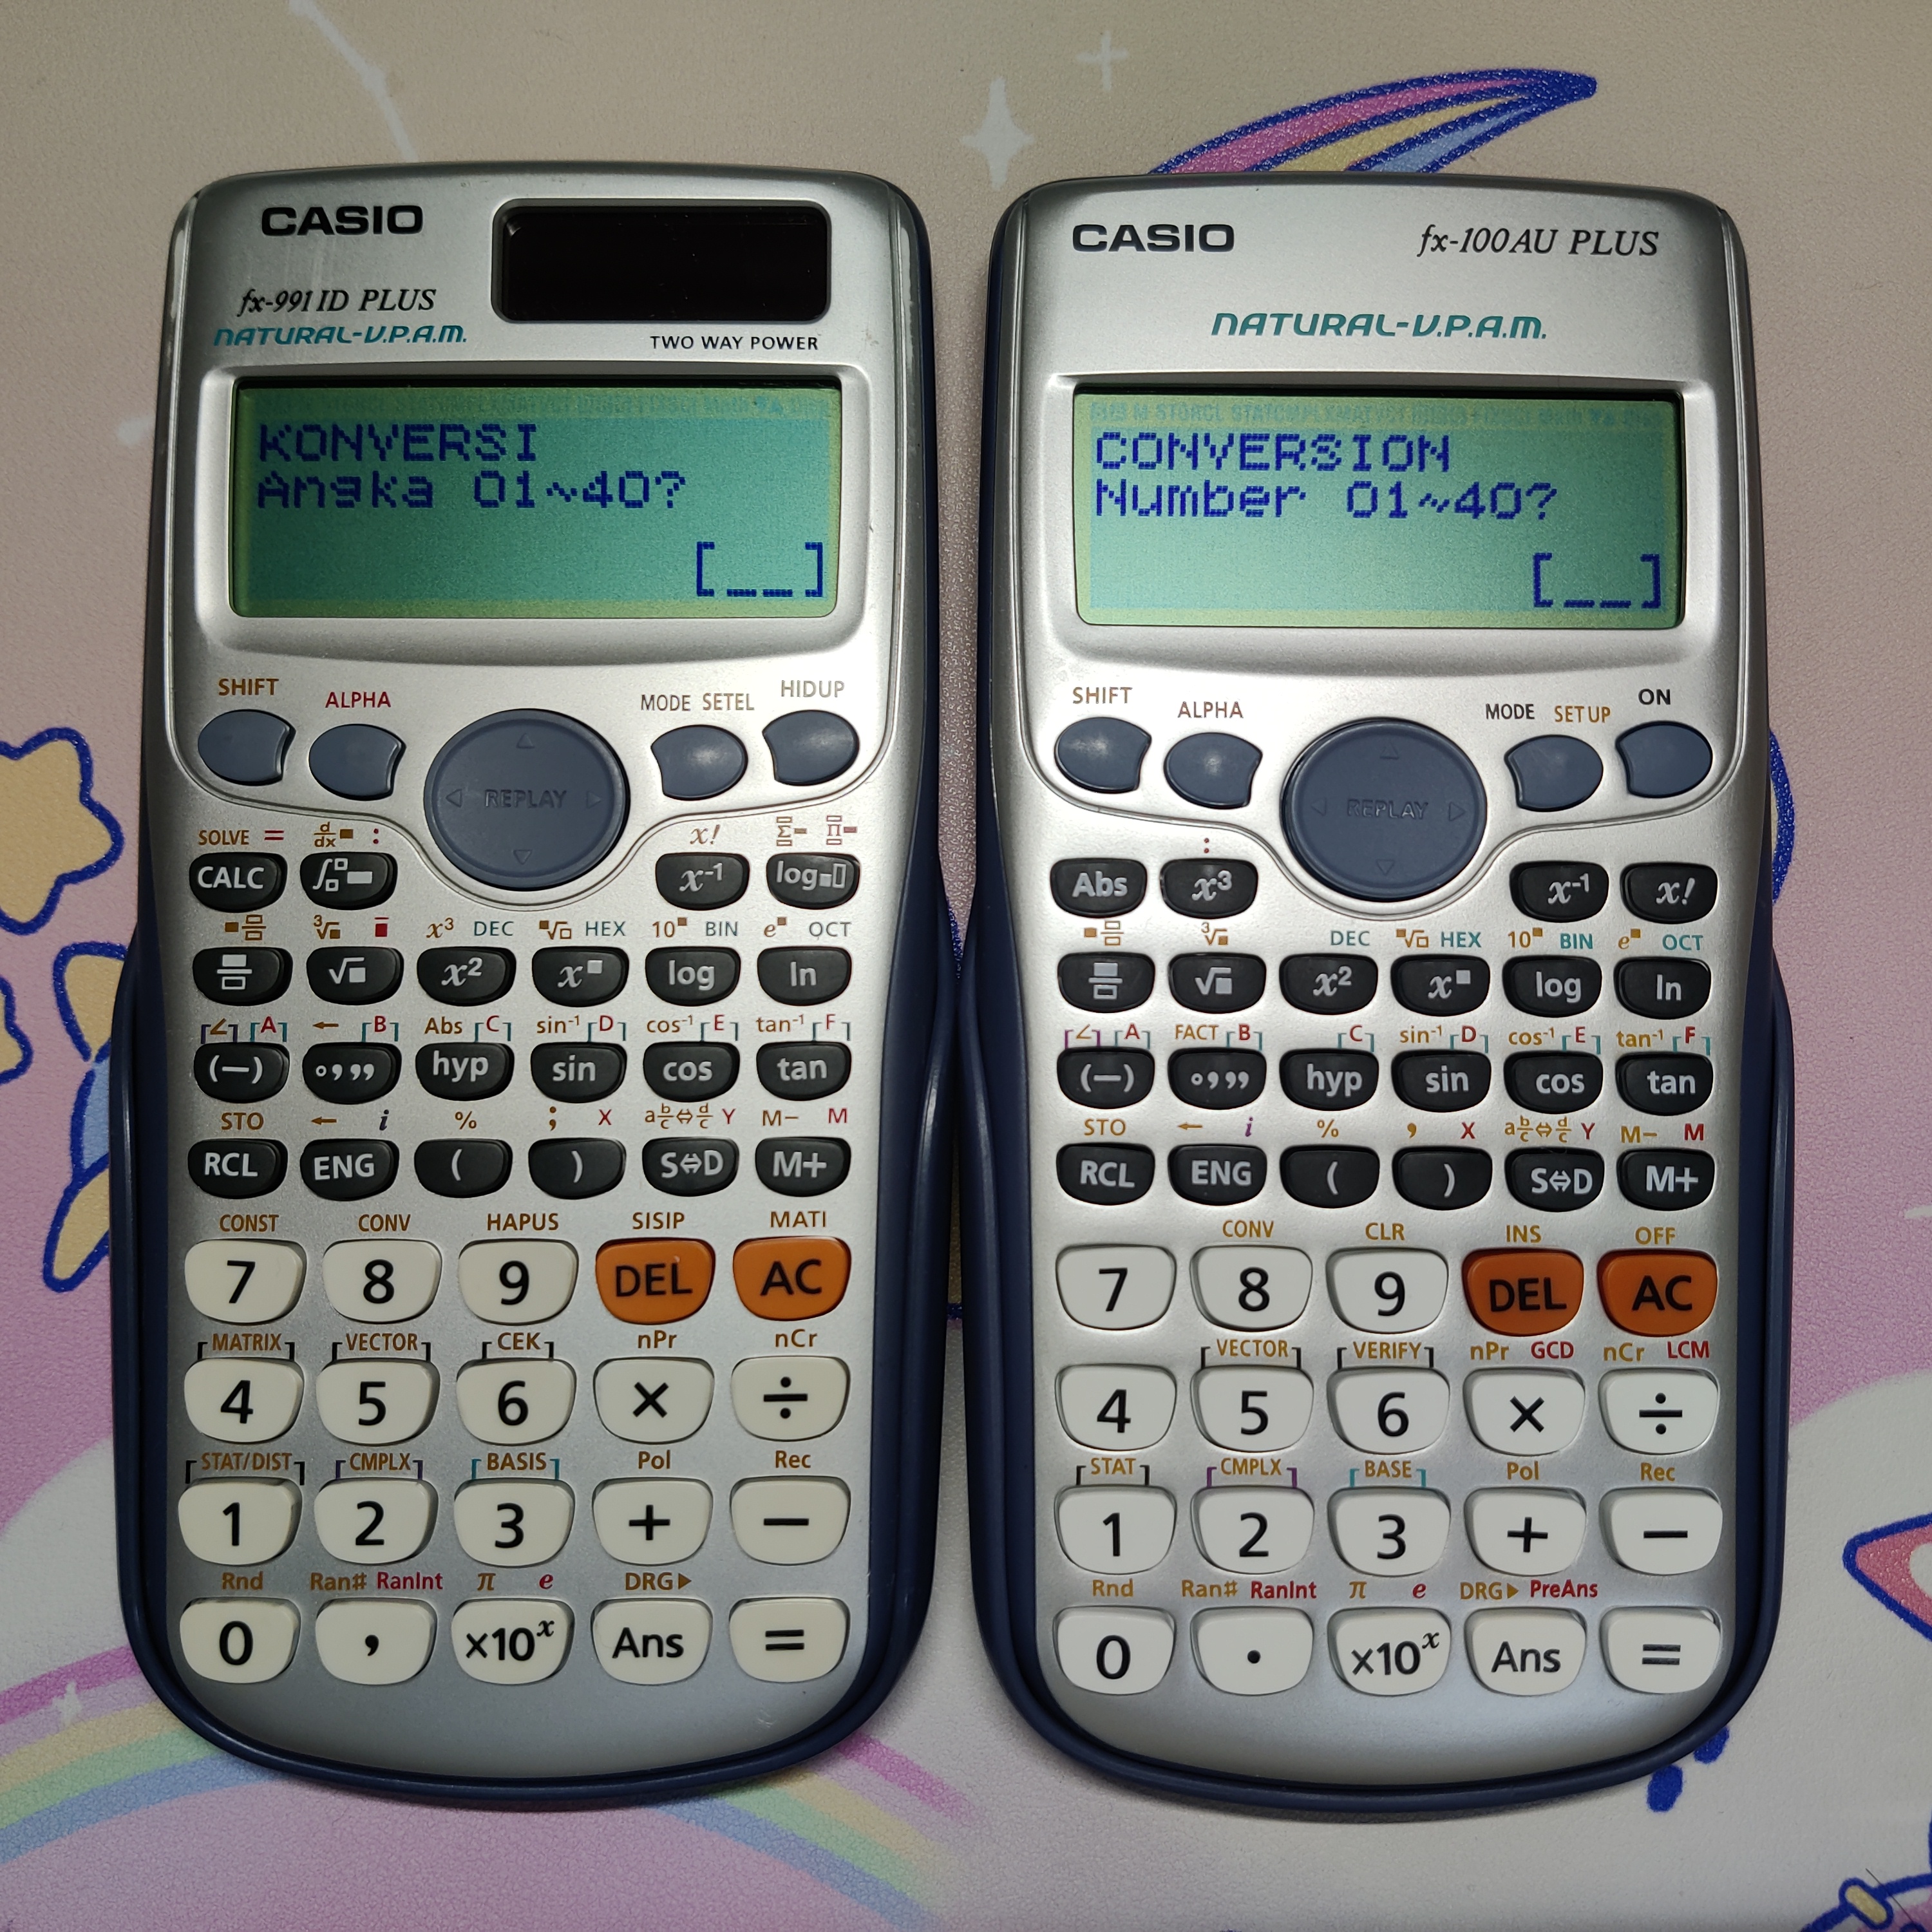 CASIO
fx-991 ID PLUS
NATURAL-V.P.A.M.
TWO WAY POWER
KONVERSI
Angka 01~40?
[__]
SHIFT ALPHA MODE SETEL HIDUP
REPLAY
SOLVE = d/dx■ : x! Σ Π
CALC ∫ x⁻¹ log
³√■ x³ DEC √ HEX 10■ BIN e■ OCT
√■ x² x■ log ln
∠ A ← B Abs C sin⁻¹ D cos⁻¹ E tan⁻¹ F
(−) °,,, hyp sin cos tan
STO ← i % ; X a b/c⇔d/c Y M− M
RCL ENG ( ) S⇔D M+
CONST CONV HAPUS SISIP MATI
7 8 9 DEL AC
MATRIX VECTOR CEK nPr nCr
4 5 6 × ÷
STAT/DIST CMPLX BASIS Pol Rec
1 2 3 + −
Rnd Ran# RanInt π e DRG▶
0 , ×10ˣ Ans =
CASIO fx-100AU PLUS
NATURAL-V.P.A.M.
CONVERSION
Number 01~40?
[__]
SHIFT ALPHA MODE SETUP ON
REPLAY
:
Abs x³ x⁻¹ x!
³√■ DEC √ HEX 10■ BIN e■ OCT
√■ x² x■ log ln
∠ A FACT B C sin⁻¹ D cos⁻¹ E tan⁻¹ F
(−) °,,, hyp sin cos tan
STO ← i % , X a b/c⇔d/c Y M− M
RCL ENG ( ) S⇔D M+
CONV CLR INS OFF
7 8 9 DEL AC
VECTOR VERIFY nPr GCD nCr LCM
4 5 6 × ÷
STAT CMPLX BASE Pol Rec
1 2 3 + −
Rnd Ran# RanInt π e DRG▶ PreAns
0 . ×10ˣ Ans =